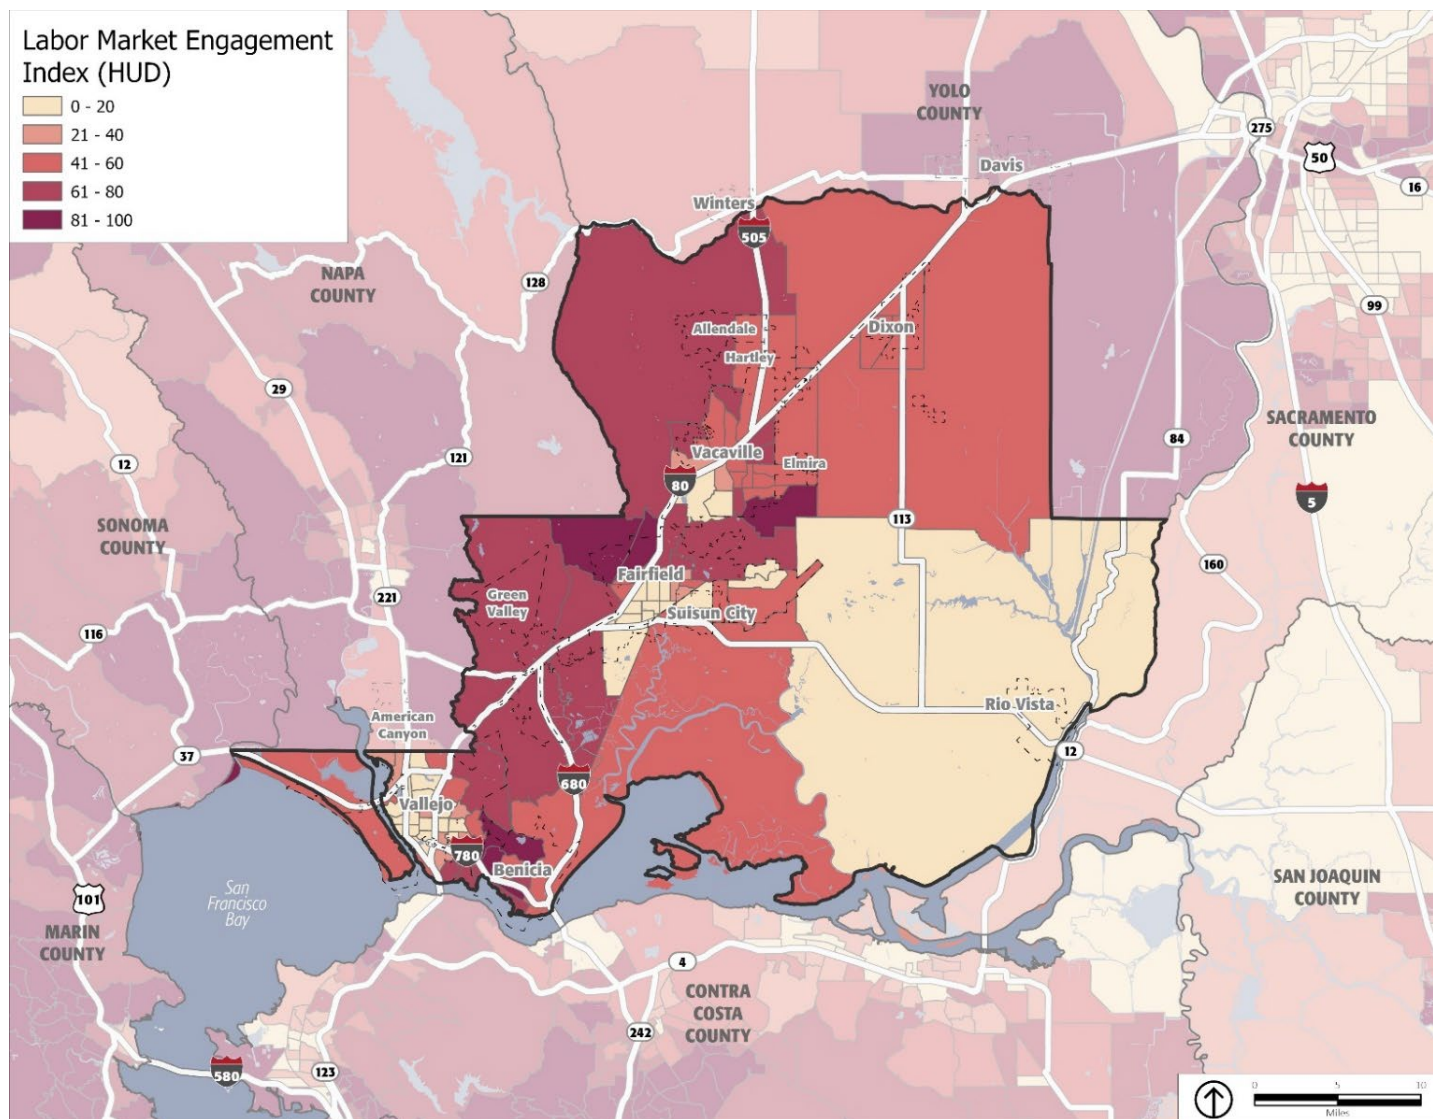 Labor Market Engagement
Index (HUD)
0 - 20
21 - 40
41 - 60
61 - 80
81 - 100
YOLO
COUNTY
275
50
Davis
16
Winters
505
NAPA
COUNTY
128
99
Allendale
Dixon
Hartley
29
SACRAMENTO
COUNTY
84
121
12
Vacaville
Elmira
80
5
SONOMA
COUNTY
113
160
Fairfield
Green
Valley
221
Suisun City
116
Rio Vista
American
Canyon
37
12
680
Vallejo
780
Benicia
San
Francisco
Bay
101
MARIN
COUNTY
SAN JOAQUIN
COUNTY
4
CONTRA
COSTA
COUNTY
242
580
123
0
5
10
Miles